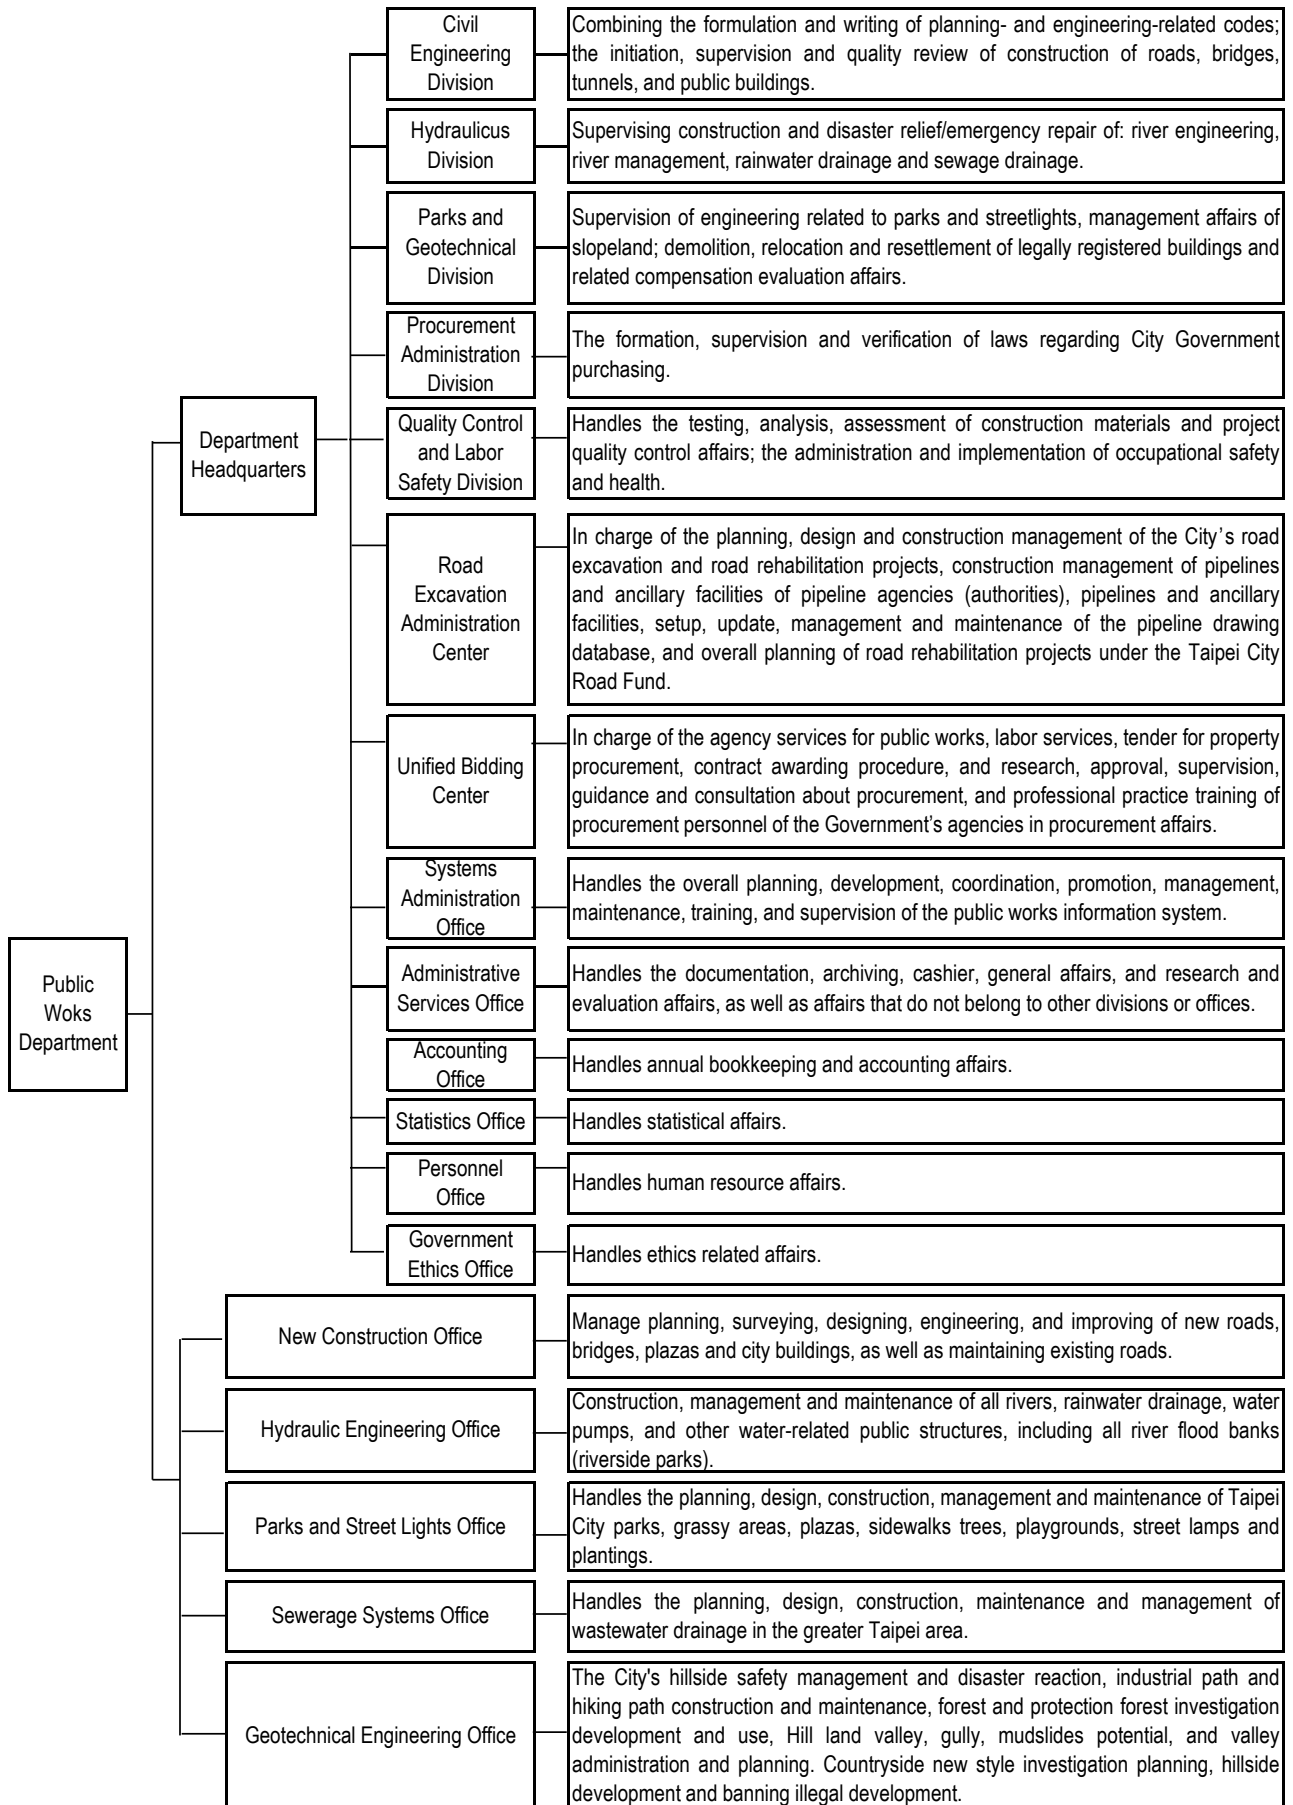 Civil
Engineering
Division
Combining the formulation and writing of planning- and engineering-related codes;
the initiation, supervision and quality review of construction of roads, bridges,
tunnels, and public buildings.
Hydraulicus
Division
Supervising construction and disaster relief/emergency repair of: river engineering,
river management, rainwater drainage and sewage drainage.
Parks and
Geotechnical
Division
Supervision of engineering related to parks and streetlights, management affairs of
slopeland; demolition, relocation and resettlement of legally registered buildings and
related compensation evaluation affairs.
Procurement
Administration
Division
The formation, supervision and verification of laws regarding City Government
purchasing.
Department
Headquarters
Quality Control
and Labor
Safety Division
Handles the testing, analysis, assessment of construction materials and project
quality control affairs; the administration and implementation of occupational safety
and health.
Road
Excavation
Administration
Center
In charge of the planning, design and construction management of the City’s road
excavation and road rehabilitation projects, construction management of pipelines
and ancillary facilities of pipeline agencies (authorities), pipelines and ancillary
facilities, setup, update, management and maintenance of the pipeline drawing
database, and overall planning of road rehabilitation projects under the Taipei City
Road Fund.
Unified Bidding
Center
In charge of the agency services for public works, labor services, tender for property
procurement, contract awarding procedure, and research, approval, supervision,
guidance and consultation about procurement, and professional practice training of
procurement personnel of the Government’s agencies in procurement affairs.
Systems
Administration
Office
Handles the overall planning, development, coordination, promotion, management,
maintenance, training, and supervision of the public works information system.
Public
Woks
Department
Administrative
Services Office
Handles the documentation, archiving, cashier, general affairs, and research and
evaluation affairs, as well as affairs that do not belong to other divisions or offices.
Accounting
Office
Handles annual bookkeeping and accounting affairs.
Statistics Office
Handles statistical affairs.
Personnel
Office
Handles human resource affairs.
Government
Ethics Office
Handles ethics related affairs.
New Construction Office
Manage planning, surveying, designing, engineering, and improving of new roads,
bridges, plazas and city buildings, as well as maintaining existing roads.
Hydraulic Engineering Office
Construction, management and maintenance of all rivers, rainwater drainage, water
pumps, and other water-related public structures, including all river flood banks
(riverside parks).
Parks and Street Lights Office
Handles the planning, design, construction, management and maintenance of Taipei
City parks, grassy areas, plazas, sidewalks trees, playgrounds, street lamps and
plantings.
Sewerage Systems Office
Handles the planning, design, construction, maintenance and management of
wastewater drainage in the greater Taipei area.
Geotechnical Engineering Office
The City's hillside safety management and disaster reaction, industrial path and
hiking path construction and maintenance, forest and protection forest investigation
development and use, Hill land valley, gully, mudslides potential, and valley
administration and planning. Countryside new style investigation planning, hillside
development and banning illegal development.